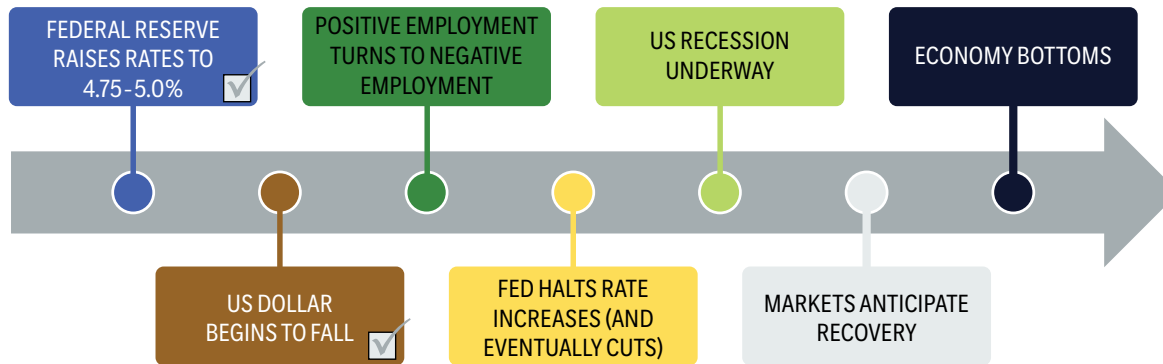 FEDERAL RESERVE
RAISES RATES TO
4.75-5.0%
US DOLLAR
BEGINS TO FALL
POSITIVE EMPLOYMENT
TURNS TO NEGATIVE
EMPLOYMENT
FED HALTS RATE
INCREASES (AND
EVENTUALLY CUTS)
US RECESSION
UNDERWAY
MARKETS ANTICIPATE
RECOVERY
ECONOMY BOTTOMS